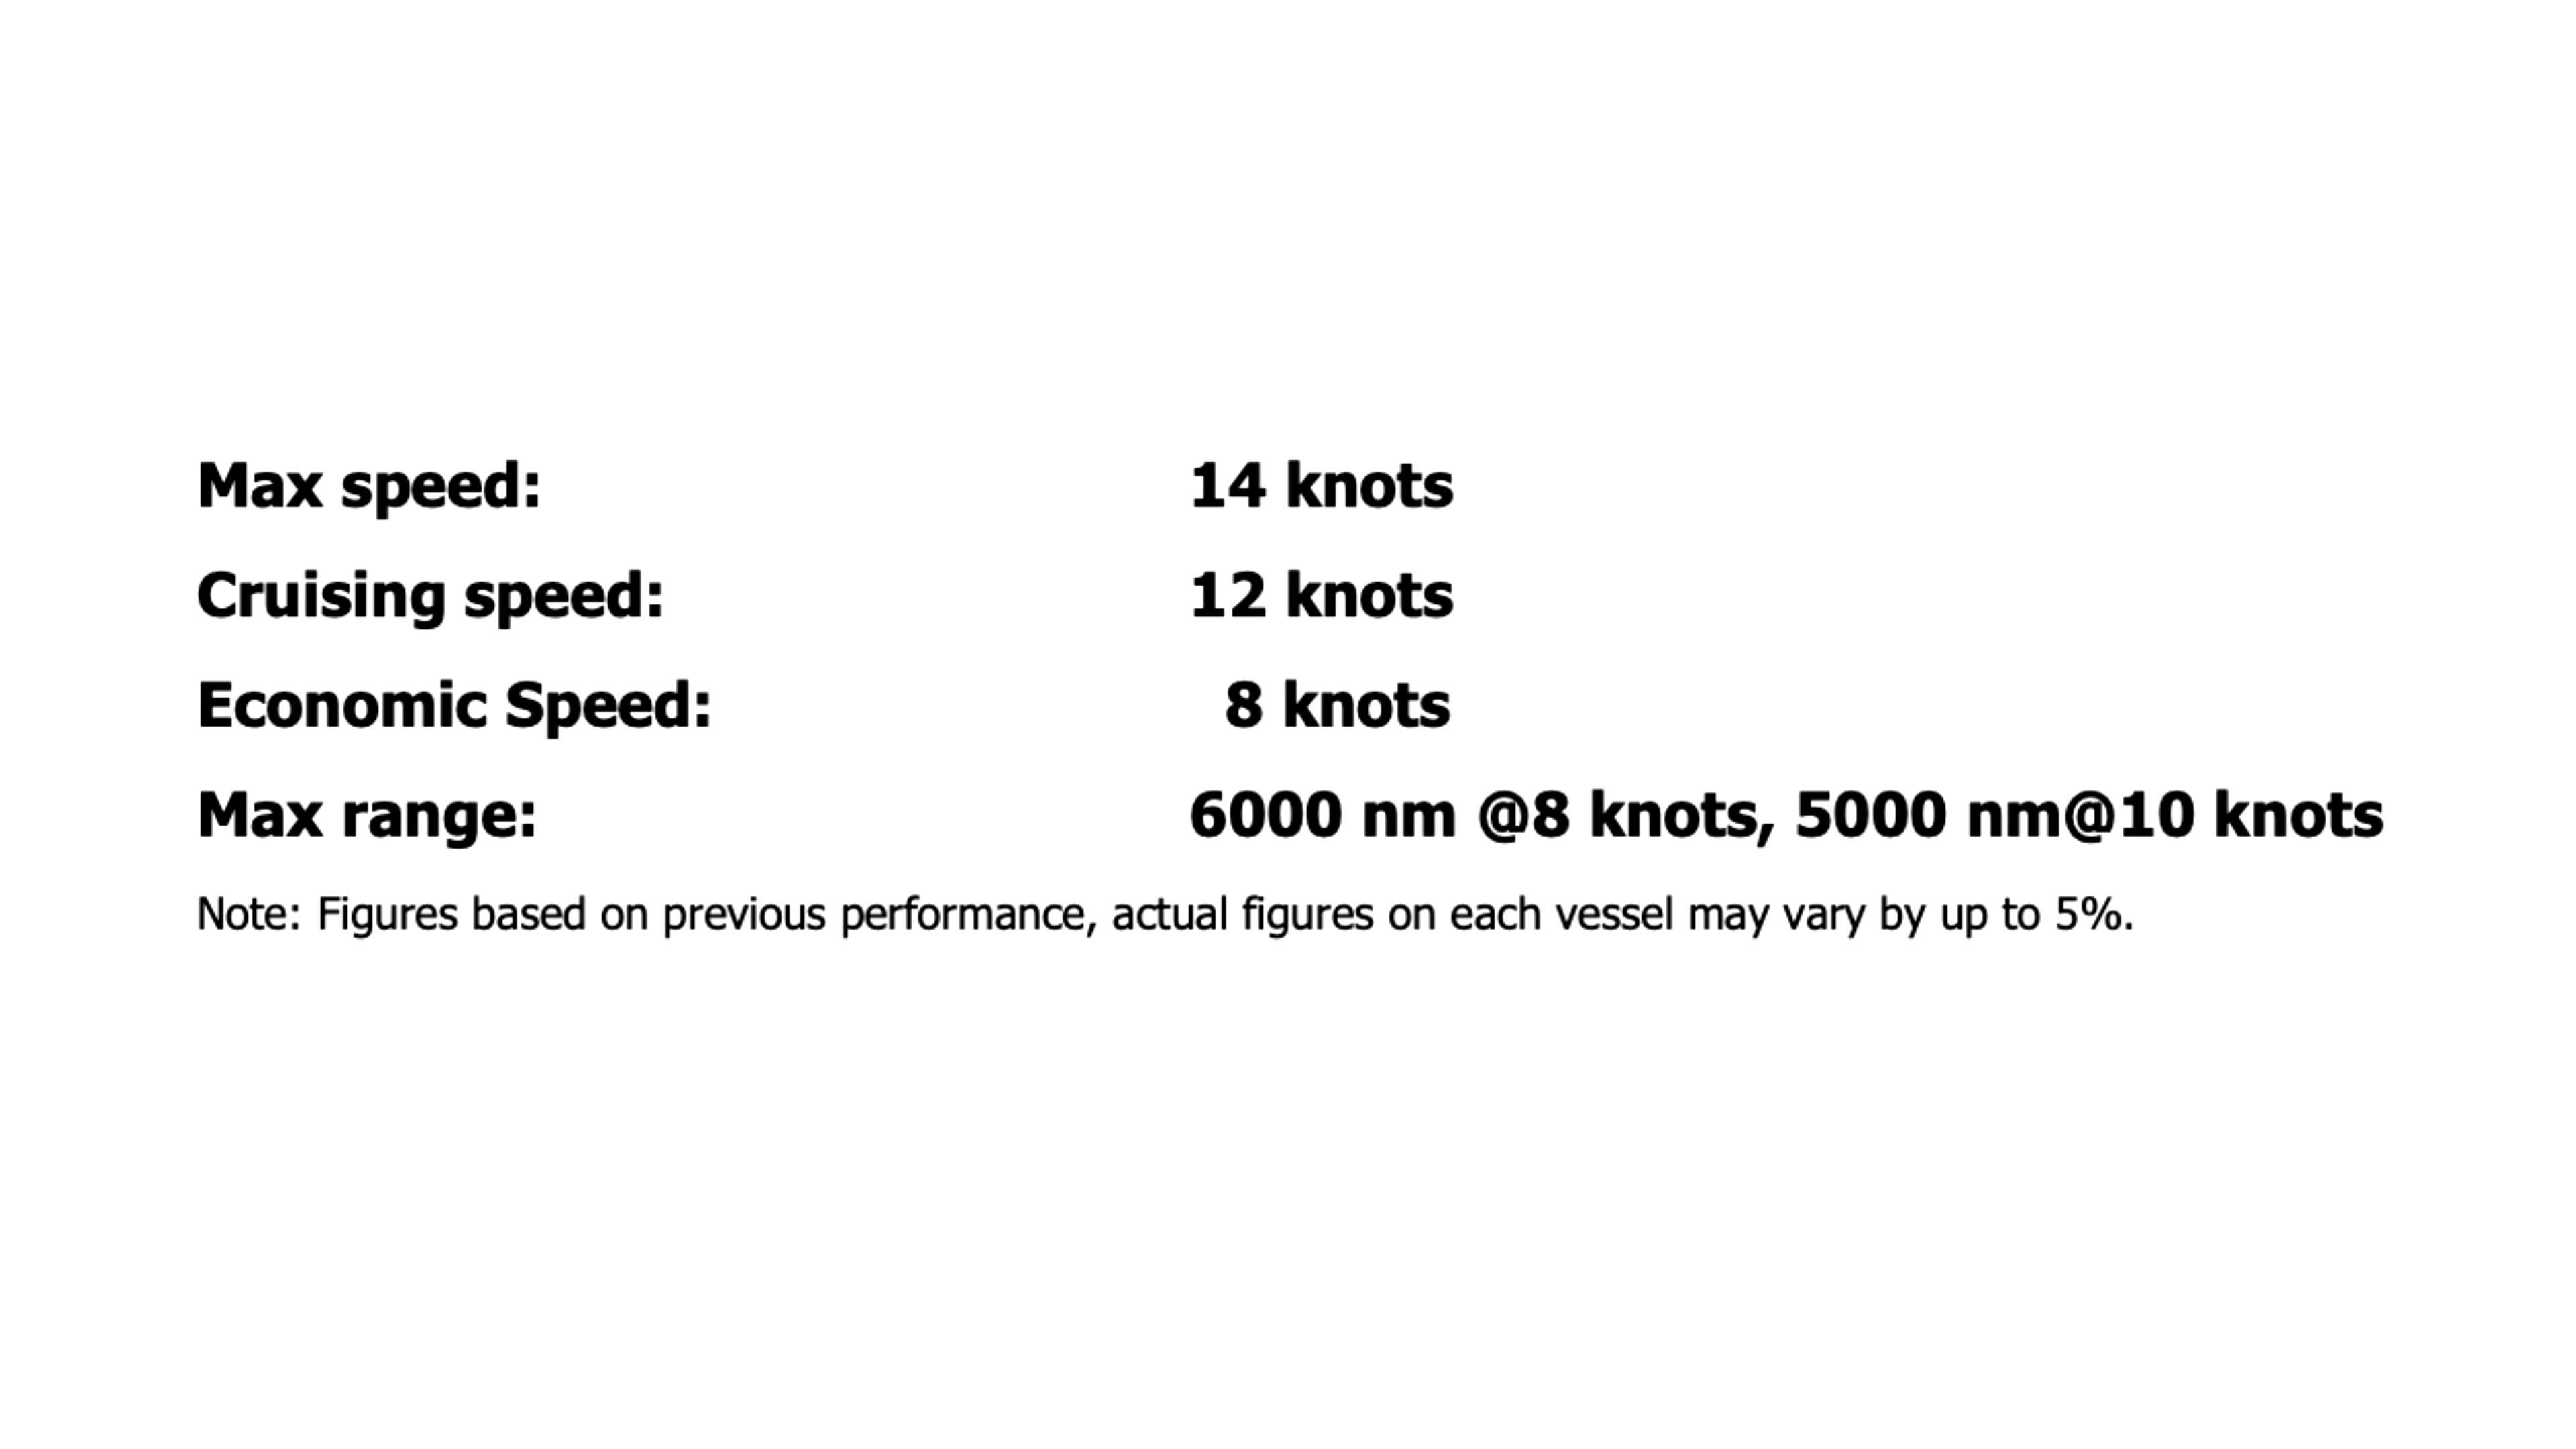 Max speed: 14 knots
Cruising speed: 12 knots
Economic Speed: 8 knots
Max range: 6000 nm @8 knots, 5000 nm@10 knots
Note: Figures based on previous performance, actual figures on each vessel may vary by up to 5%.